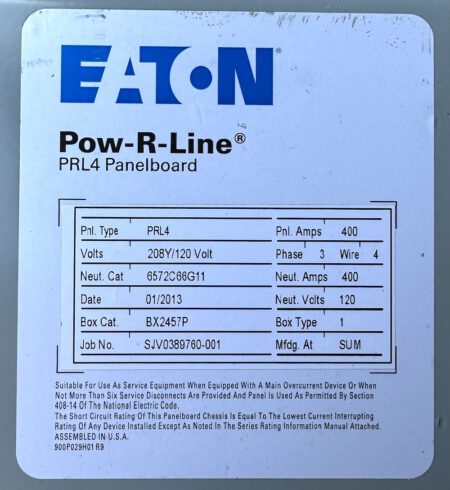 EATON®
Pow-R-Line®
PRL4 Panelboard
Pnl. Type PRL4 Pnl. Amps 400
Volts 208Y/120 Volt Phase 3 Wire 4
Neut. Cat 6572C66G11 Neut. Amps 400
Date 01/2013 Neut. Volts 120
Box Cat. BX2457P Box Type 1
Job No. SJV0389760-001 Mfdg. At SUM
Suitable For Use As Service Equipment When Equipped With A Main Overcurrent Device Or When
Not More Than Six Service Disconnects Are Provided And Panel Is Used As Permitted By Section
408-14 Of The National Electric Code.
The Short Circuit Rating Of This Panelboard Chassis Is Equal To The Lowest Current Interrupting
Rating Of Any Device Installed Except As Noted In The Series Rating Information Manual Attached.
ASSEMBLED IN U.S.A.
900P029H01 R9